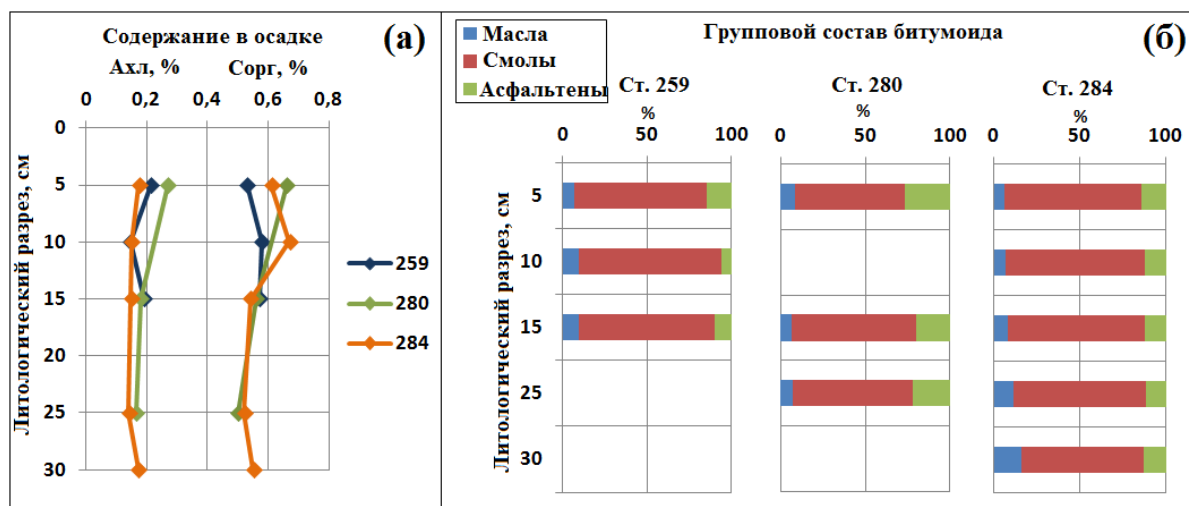 Содержание в осадке
(а)
Ахл, %
Сорг, %
0 0,2 0,4 0,6 0,8
Литологический разрез, см
0
5
10
15
20
25
30
259
280
284
Масла
Смолы
Асфальтены
Групповой состав битумоида
(б)
Ст. 259
%
0 50 100
Ст. 280
%
0 50 100
Ст. 284
%
0 50 100
Литологический разрез, см
5
10
15
25
30